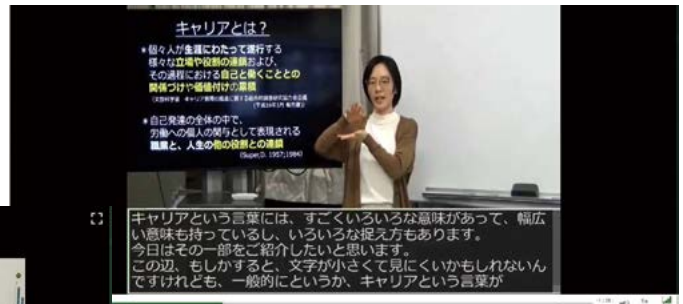 キャリアとは？
＊個々人が生涯にわたって遂行する
様々な立場や役割の連鎖および、
その過程における自己と働くこととの
関係づけや価値付けの累積
＊自己発達の全体の中で、
労働への個人の関与として表現される
職業と、人生の他の役割との連鎖
(Super,D. 1957;1984)
キャリアという言葉には、すごくいろいろな意味があって、幅広
い意味も持っているし、いろいろな捉え方もあります。
今日はその一部をご紹介したいと思います。
この辺、もしかすると、文字が小さくて見にくいかもしれないん
ですけれども、一般的にというか、キャリアという言葉が